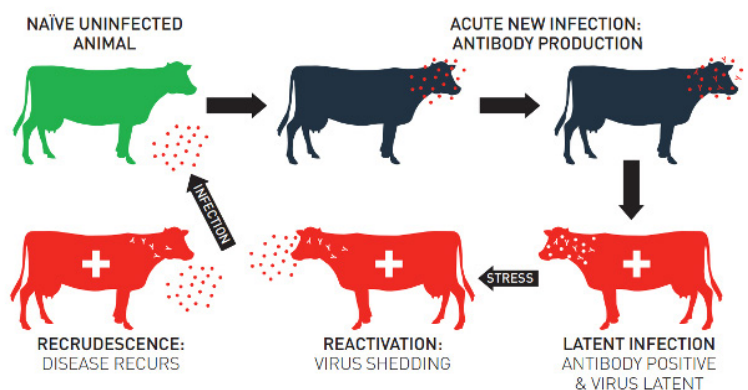 NAÏVE UNINFECTED
ANIMAL
ACUTE NEW INFECTION:
ANTIBODY PRODUCTION
INFECTION
STRESS
RECRUDESCENCE:
DISEASE RECURS
REACTIVATION:
VIRUS SHEDDING
LATENT INFECTION
ANTIBODY POSITIVE
& VIRUS LATENT